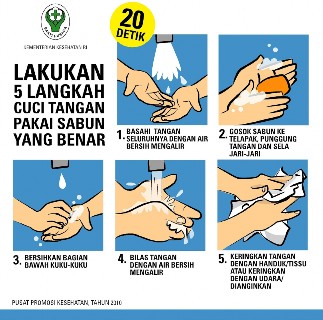 KEMENTERIAN KESEHATAN RI
LAKUKAN
5 LANGKAH
CUCI TANGAN
PAKAI SABUN
YANG BENAR
20
DETIK
1. BASAHI TANGAN
SELURUHNYA DENGAN AIR
BERSIH MENGALIR
2. GOSOK SABUN KE
TELAPAK, PUNGGUNG
TANGAN DAN SELA
JARI-JARI
3. BERSIHKAN BAGIAN
BAWAH KUKU-KUKU
4. BILAS TANGAN
DENGAN AIR BERSIH
MENGALIR
5. KERINGKAN TANGAN
DENGAN HANDUK/TISSU
ATAU KERINGKAN
DENGAN UDARA/
DIANGINKAN
PUSAT PROMOSI KESEHATAN, TAHUN 2010